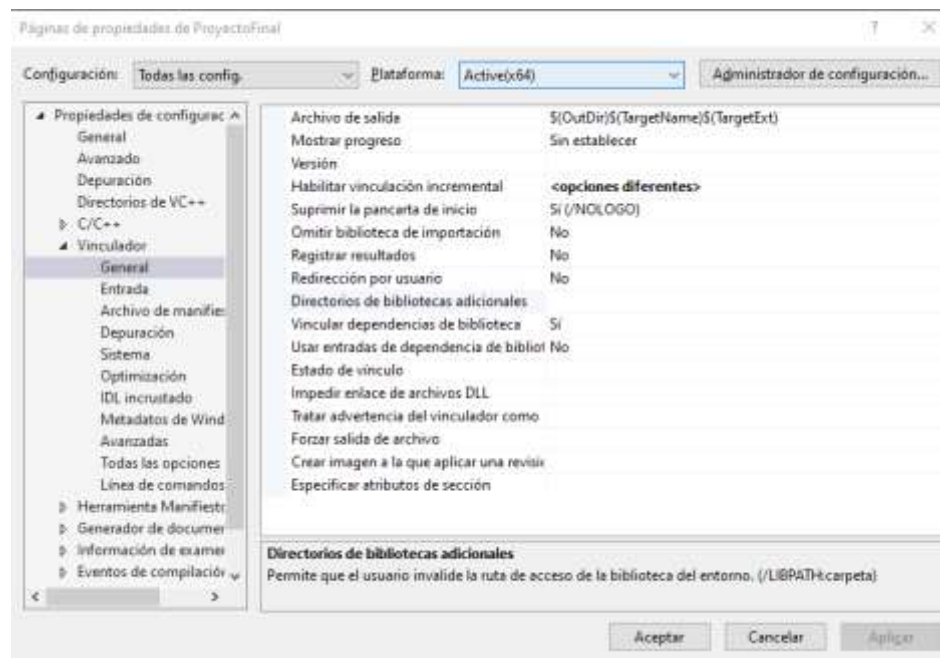 Páginas de propiedades de ProyectoFinal
Configuración: Todas las config. Plataforma: Active(x64) Administrador de configuración...
Propiedades de configurac
General
Avanzado
Depuración
Directorios de VC++
C/C++
Vinculador
General
Entrada
Archivo de manifies
Depuración
Sistema
Optimización
IDL incrustado
Metadatos de Wind
Avanzadas
Todas las opciones
Línea de comandos
Herramienta Manifiesto
Generador de documen
Información de examen
Eventos de compilación
Archivo de salida $(OutDir)$(TargetName)$(TargetExt)
Mostrar progreso Sin establecer
Versión
Habilitar vinculación incremental <opciones diferentes>
Suprimir la pancarta de inicio Sí (/NOLOGO)
Omitir biblioteca de importación No
Registrar resultados No
Redirección por usuario No
Directorios de bibliotecas adicionales
Vincular dependencias de biblioteca Sí
Usar entradas de dependencia de bibliot No
Estado de vínculo
Impedir enlace de archivos DLL
Tratar advertencia del vinculador como
Forzar salida de archivo
Crear imagen a la que aplicar una revisió
Especificar atributos de sección
Directorios de bibliotecas adicionales
Permite que el usuario invalide la ruta de acceso de la biblioteca del entorno. (/LIBPATH:carpeta)
Aceptar Cancelar Aplicar